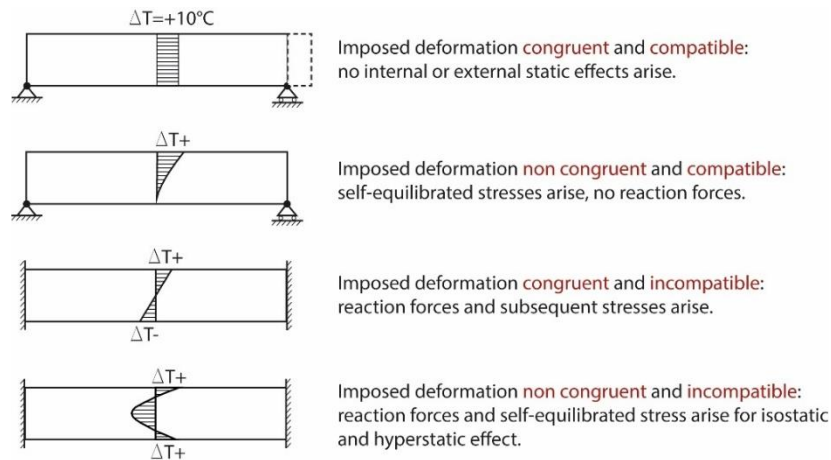 ΔT=+10°C
Imposed deformation congruent and compatible:
no internal or external static effects arise.
ΔT+
Imposed deformation non congruent and compatible:
self-equilibrated stresses arise, no reaction forces.
ΔT+
Imposed deformation congruent and incompatible:
reaction forces and subsequent stresses arise.
ΔT-
ΔT+
Imposed deformation non congruent and incompatible:
reaction forces and self-equilibrated stress arise for isostatic
and hyperstatic effect.
ΔT+